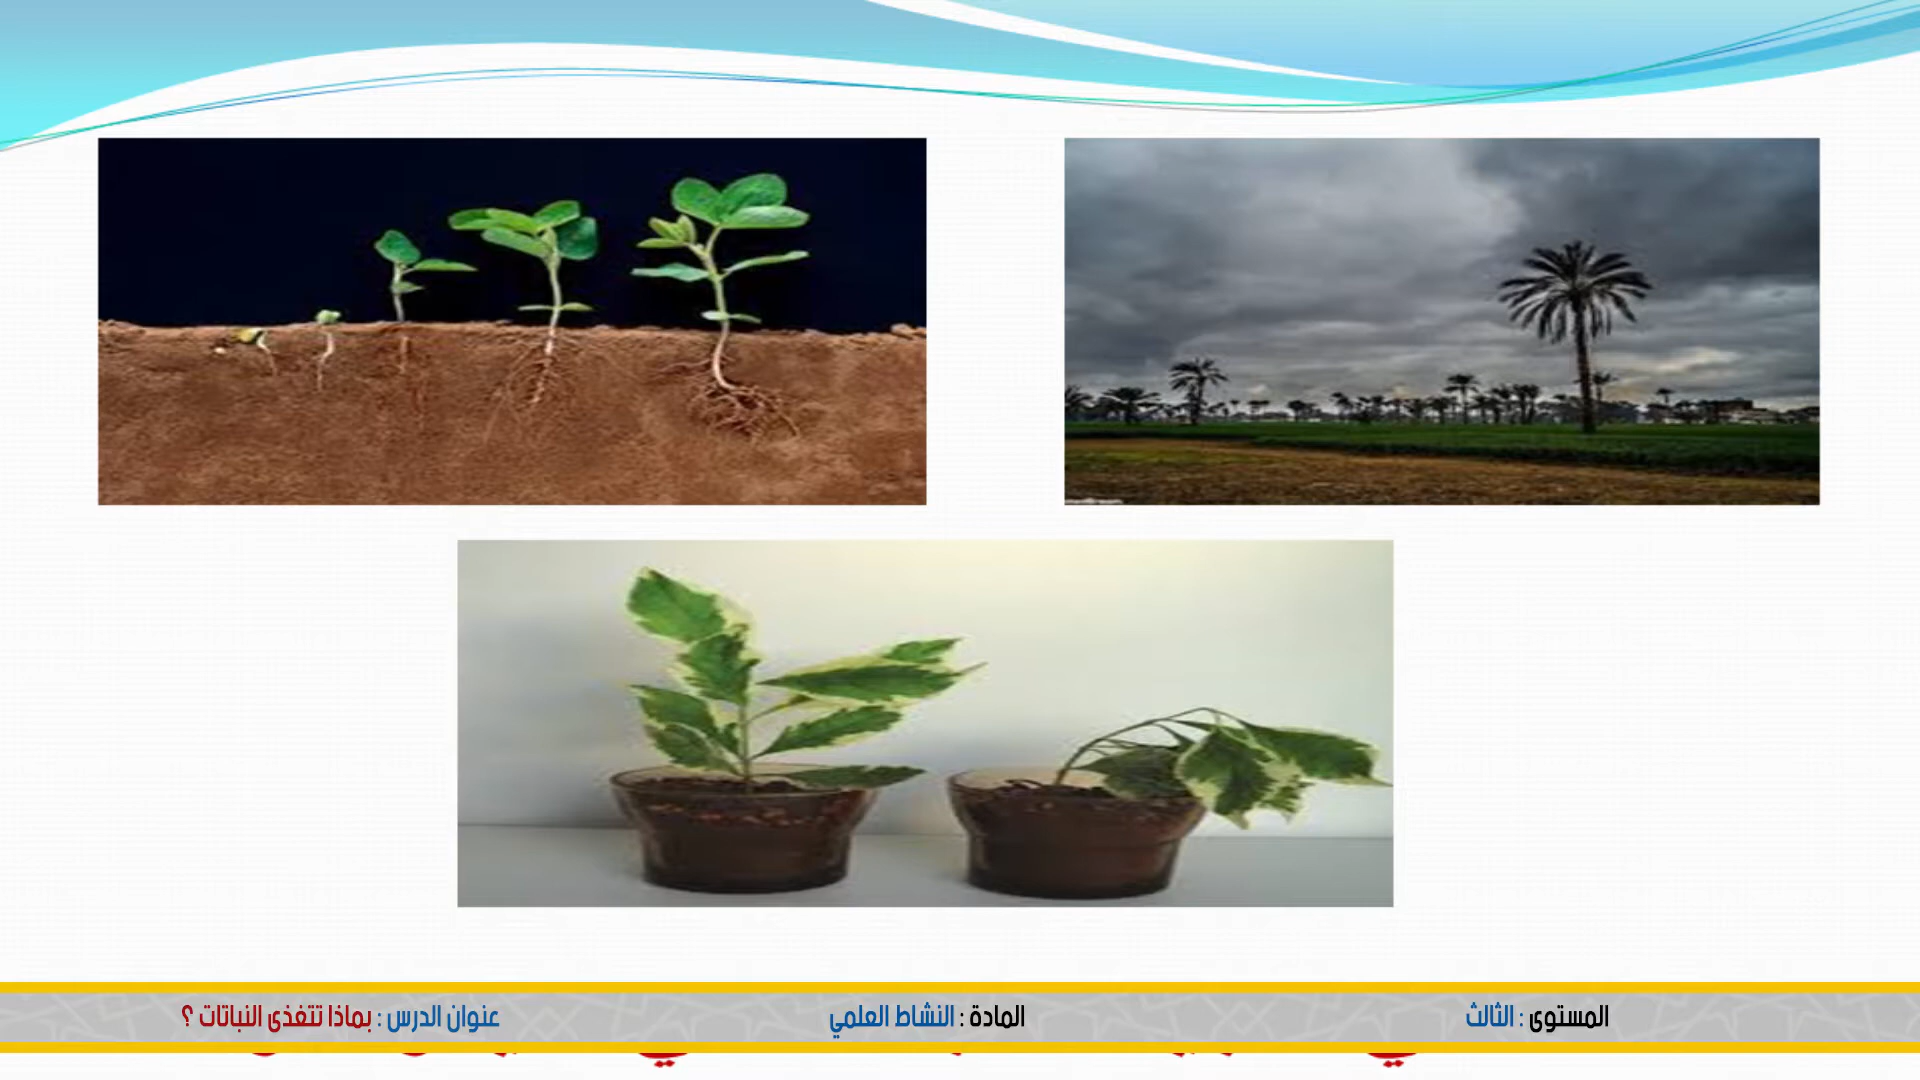 المستوى : الثالث
المادة : النشاط العلمي
عنوان الدرس : بماذا تتغذى النباتات ؟